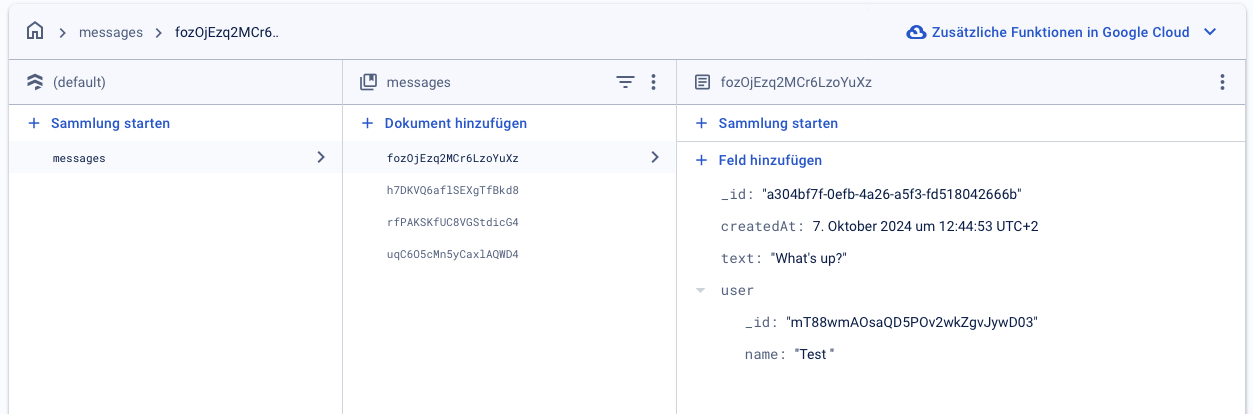 messages fozOjEzq2MCr6.. Zusätzliche Funktionen in Google Cloud
(default)
Sammlung starten
messages
messages
Dokument hinzufügen
fozOjEzq2MCr6LzoYuXz
h7DKVQ6aflSEXgTfBkd8
rfPAKSKfUC8VGStdicG4
uqC6O5cMn5yCaxlAQWD4
fozOjEzq2MCr6LzoYuXz
Sammlung starten
Feld hinzufügen
_id: "a304bf7f-0efb-4a26-a5f3-fd518042666b"
createdAt: 7. Oktober 2024 um 12:44:53 UTC+2
text: "What's up?"
user
_id: "mT88wmAOsaQD5POv2wkZgvJywD03"
name: "Test "